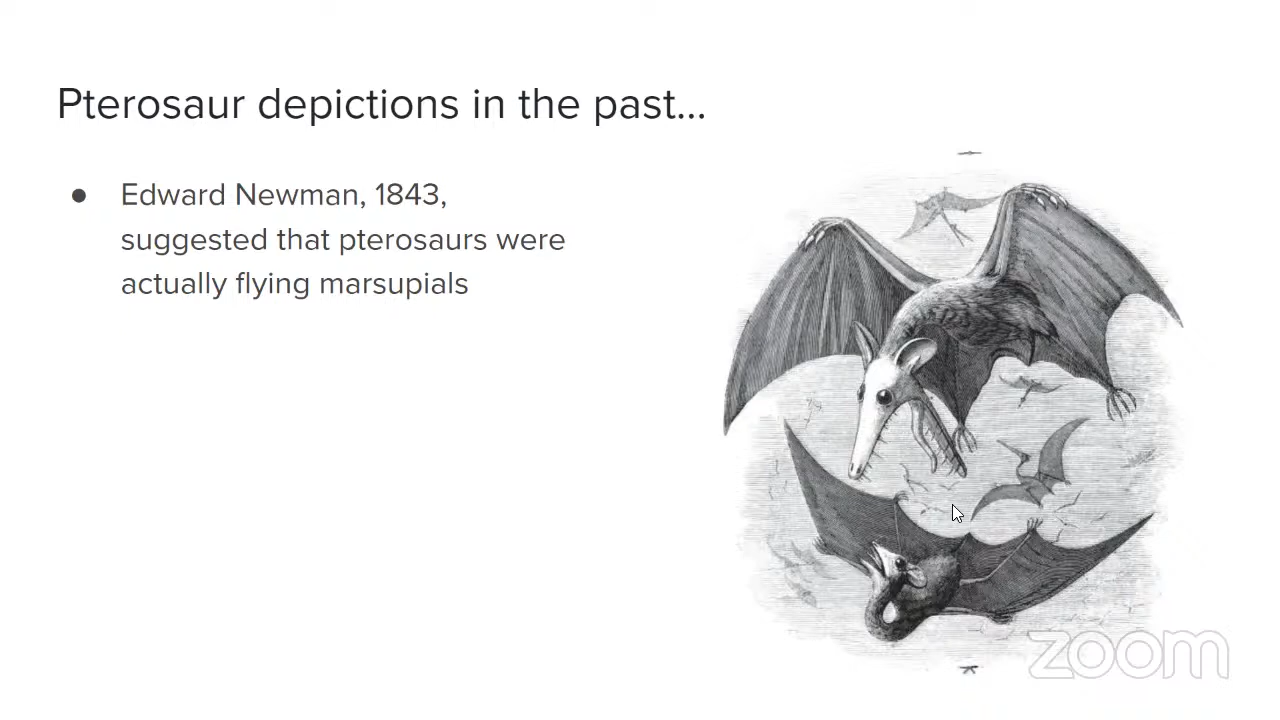 Pterosaur depictions in the past...
● Edward Newman, 1843,
suggested that pterosaurs were
actually flying marsupials
zoom